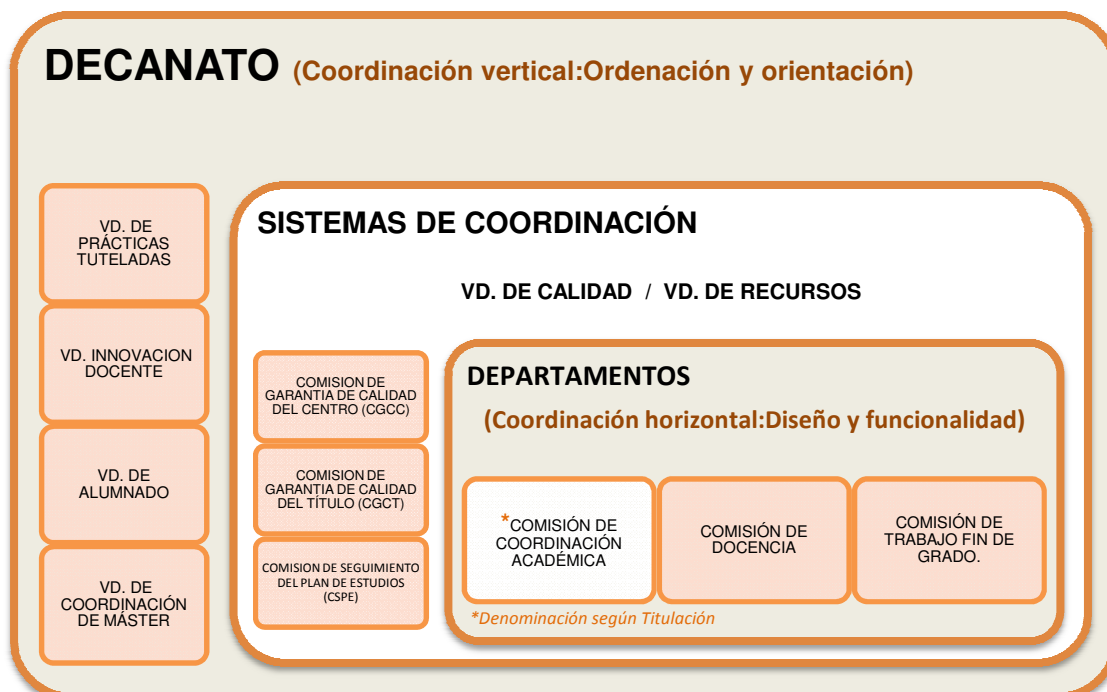 DECANATO (Coordinación vertical:Ordenación y orientación)
VD. DE
PRÁCTICAS
TUTELADAS
VD. INNOVACION
DOCENTE
VD. DE
ALUMNADO
VD. DE
COORDINACIÓN
DE MÁSTER
SISTEMAS DE COORDINACIÓN
VD. DE CALIDAD / VD. DE RECURSOS
COMISION DE
GARANTIA DE CALIDAD
DEL CENTRO (CGCC)
COMISION DE
GARANTIA DE CALIDAD
DEL TÍTULO (CGCT)
COMISION DE SEGUIMIENTO
DEL PLAN DE ESTUDIOS
(CSPE)
DEPARTAMENTOS
(Coordinación horizontal:Diseño y funcionalidad)
*COMISIÓN DE
COORDINACIÓN
ACADÉMICA
COMISIÓN DE
DOCENCIA
COMISIÓN DE
TRABAJO FIN DE
GRADO.
*Denominación según Titulación